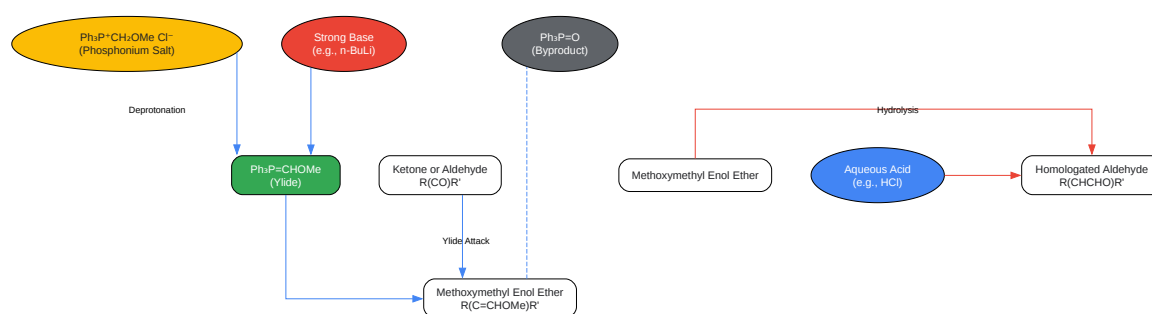 Ph₃P⁺CH₂OMe Cl⁻
(Phosphonium Salt)
Strong Base
(e.g., n-BuLi)
Ph₃P=O
(Byproduct)
Deprotonation
Hydrolysis
Ph₃P=CHOMe
(Ylide)
Ketone or Aldehyde
R(CO)R'
Methoxymethyl Enol Ether
Aqueous Acid
(e.g., HCl)
Homologated Aldehyde
R(CHCHO)R'
Ylide Attack
Methoxymethyl Enol Ether
R(C=CHOMe)R'